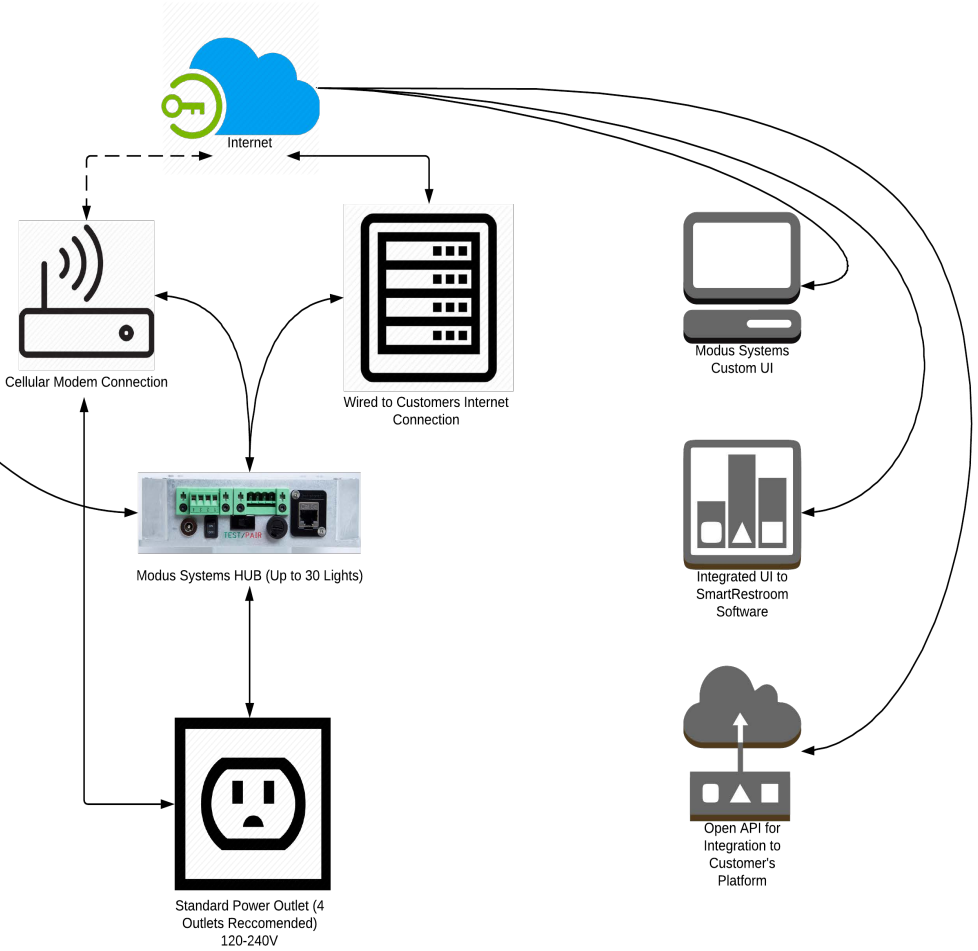 Internet
Cellular Modem Connection
Wired to Customers Internet
Connection
Modus Systems
Custom UI
TEST/PAIR
Modus Systems HUB (Up to 30 Lights)
Integrated UI to
SmartRestroom
Software
Open API for
Integration to
Customer's
Platform
Standard Power Outlet (4
Outlets Reccomended)
120-240V